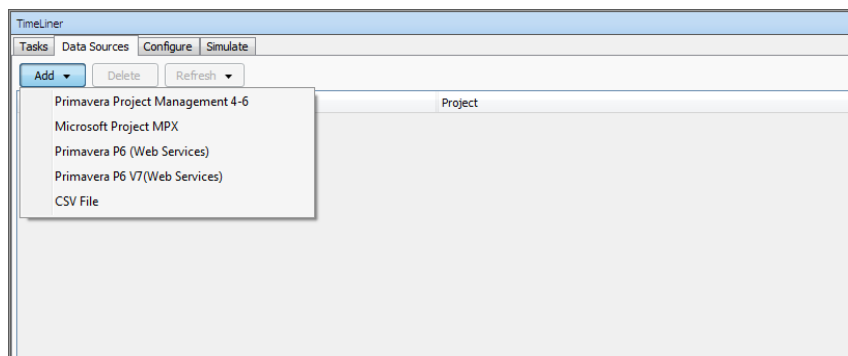 TimeLiner
Tasks Data Sources Configure Simulate
Add Delete Refresh
Project
Primavera Project Management 4-6
Microsoft Project MPX
Primavera P6 (Web Services)
Primavera P6 V7(Web Services)
CSV File